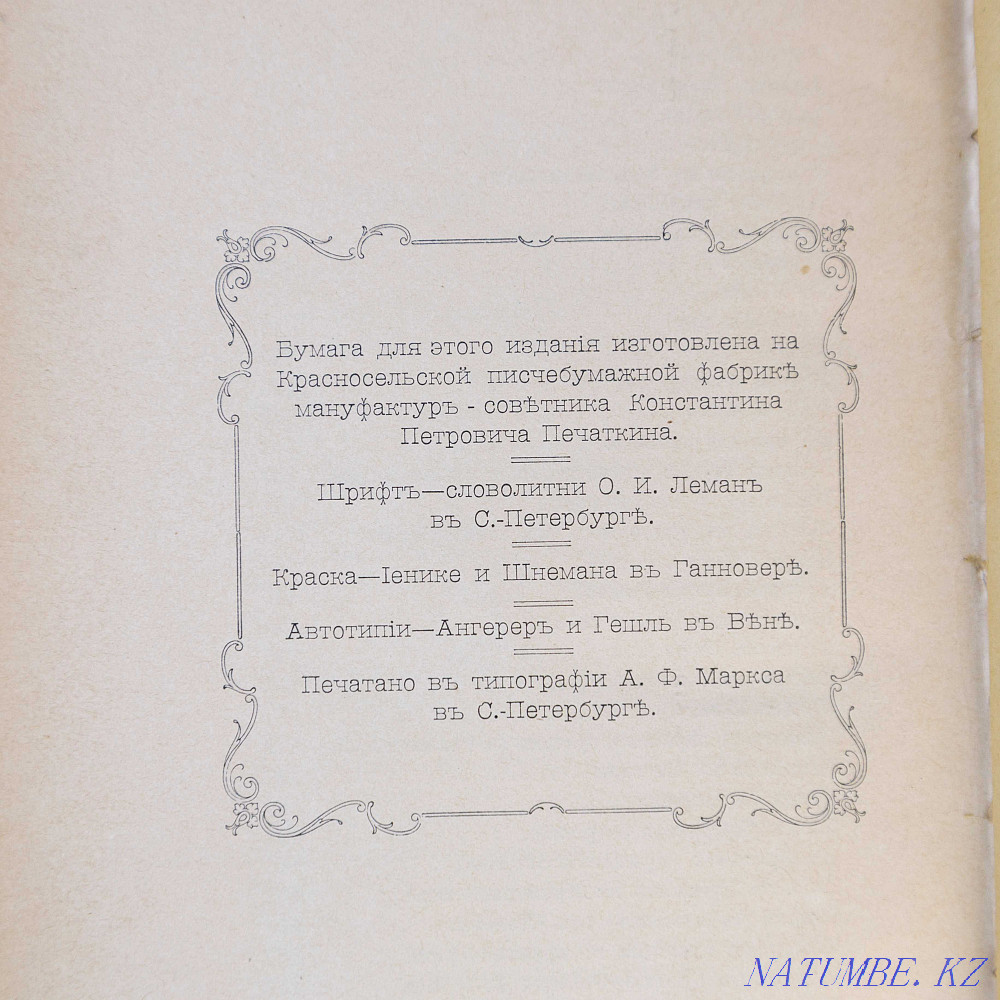 Бумага для этого изданія изготовлена на
Красносельской писчебумажной фабрикѣ
мануфактуръ - совѣтника Константина
Петровича Печаткина.
Шрифтъ—словолитни О. И. Леманъ
въ С.-Петербургѣ.
Краска—Іенике и Шнемана въ Ганноверѣ.
Автотипіи—Ангереръ и Гешль въ Вѣнѣ.
Печатано въ типографіи А. Ф. Маркса
въ С.-Петербургѣ.
NATUMBE. KZ